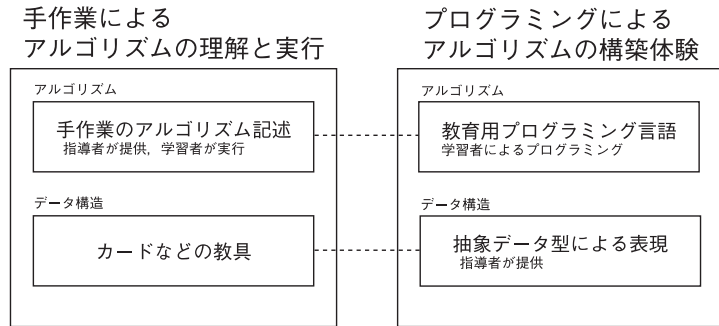 手作業による
アルゴリズムの理解と実行
アルゴリズム
手作業のアルゴリズム記述
指導者が提供，学習者が実行
データ構造
カードなどの教具
プログラミングによる
アルゴリズムの構築体験
アルゴリズム
教育用プログラミング言語
学習者によるプログラミング
データ構造
抽象データ型による表現
指導者が提供